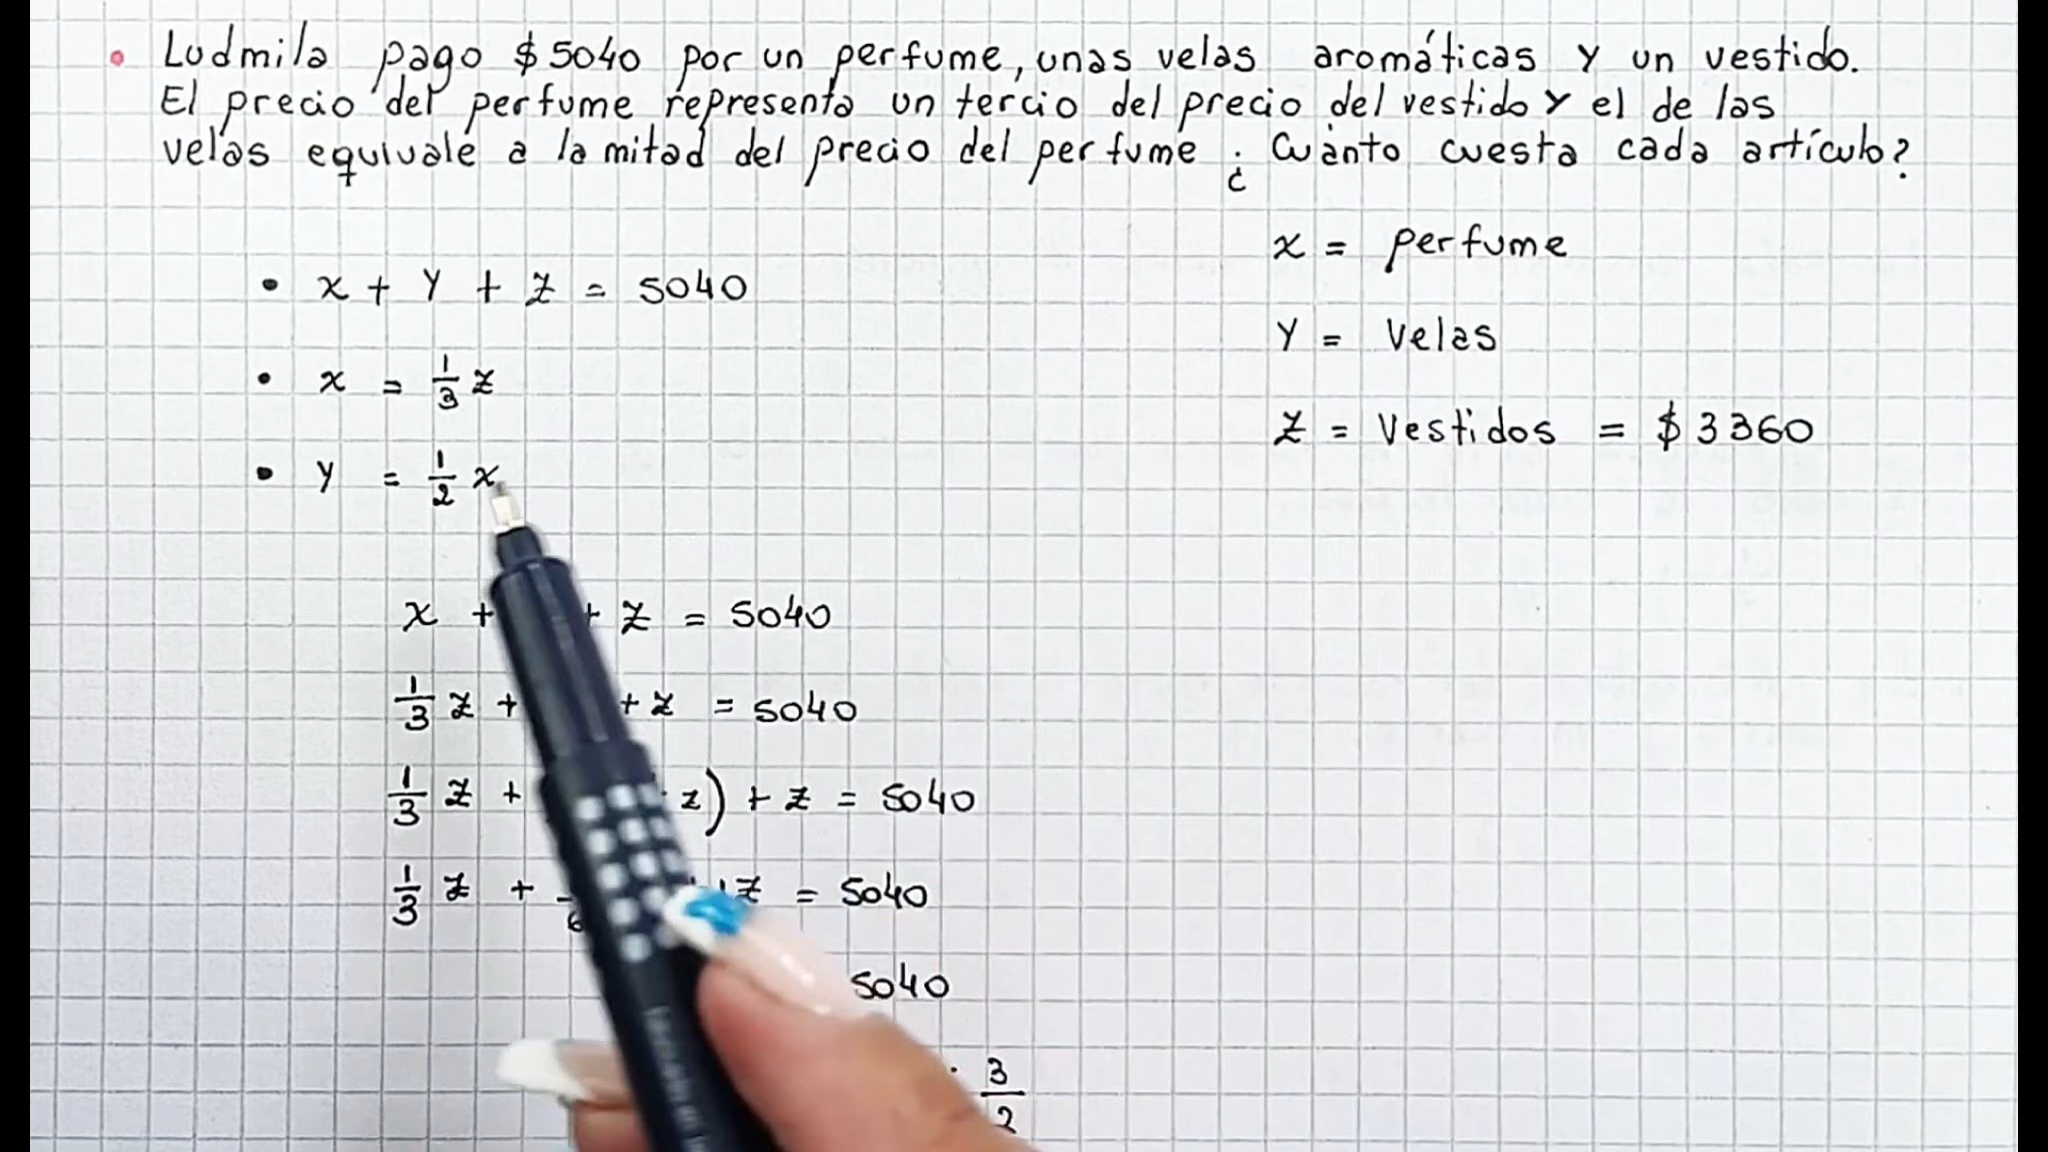 Ludmila pago $5040 por un perfume, unas velas aromáticas y un vestido.
El precio del perfume representa un tercio del precio del vestido y el de las
velas equivale a la mitad del precio del perfume ¿Cuànto cuesta cada artículo?
x = perfume
x + y + z = 5040
y = Velas
x = 1/3 z
z = Vestidos = $3360
y = 1/2 x
x + + z = 5040
1/3 z + + z = 5040
1/3 z + z) + z = 5040
1/3 z + 6 + z = 5040
5040
· 3/2